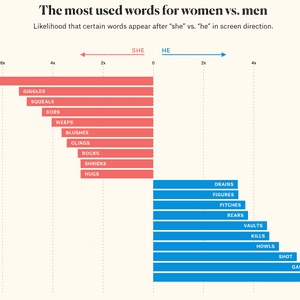 The most used words for women vs. men
Likelihood that certain words appear after “she” vs. “he” in screen direction.
SHE HE
4x 2x 0 2x 4x
GIGGLES
SQUEALS
SOBS
WEEPS
BLUSHES
CLINGS
ROCKS
SHRIEKS
HUGS
DRAINS
FIGURES
PITCHES
REARS
VAULTS
KILLS
HOWLS
SHOT